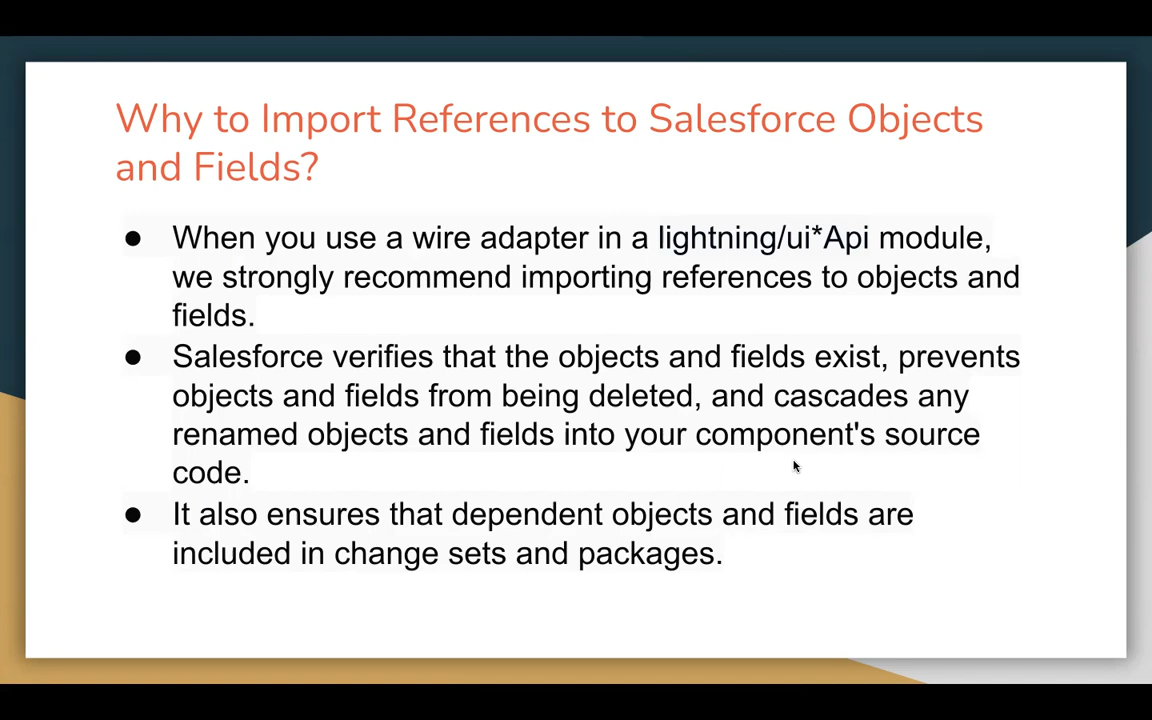 Why to Import References to Salesforce Objects
and Fields?
● When you use a wire adapter in a lightning/ui*Api module,
we strongly recommend importing references to objects and
fields.
● Salesforce verifies that the objects and fields exist, prevents
objects and fields from being deleted, and cascades any
renamed objects and fields into your component's source
code.
● It also ensures that dependent objects and fields are
included in change sets and packages.